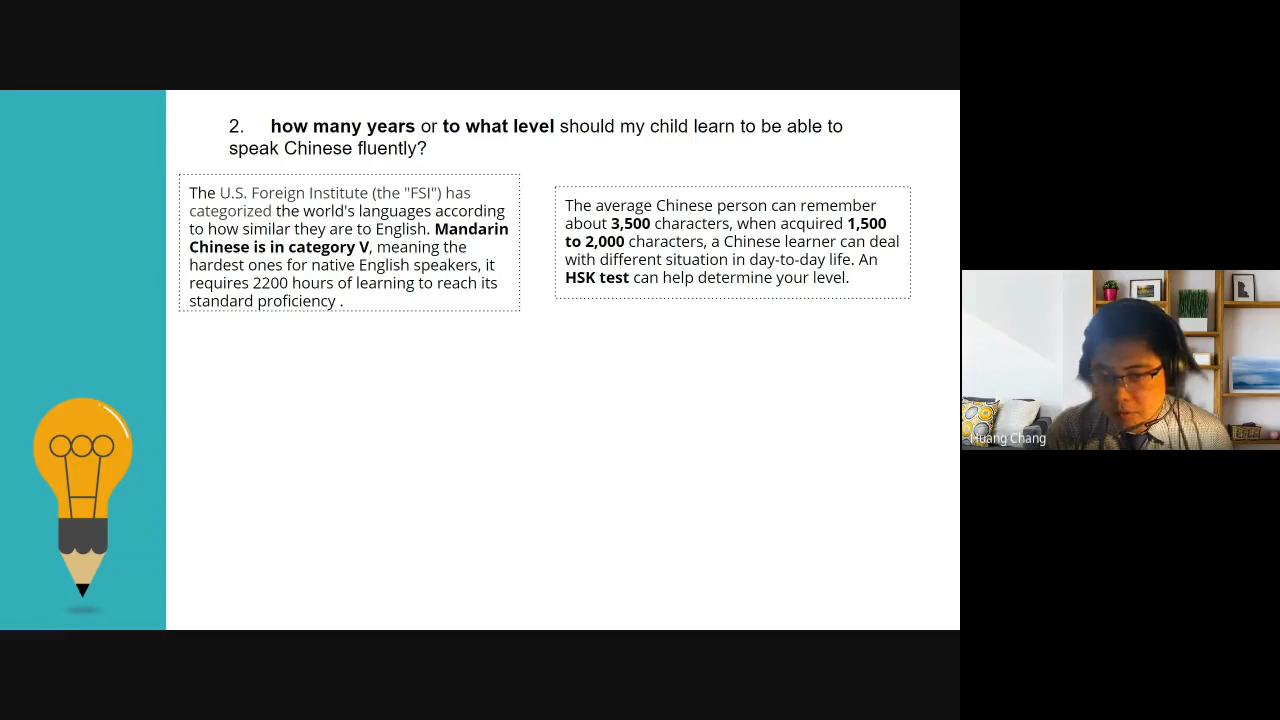 2. how many years or to what level should my child learn to be able to
speak Chinese fluently?
The U.S. Foreign Institute (the "FSI") has
categorized the world's languages according
to how similar they are to English. Mandarin
Chinese is in category V, meaning the
hardest ones for native English speakers, it
requires 2200 hours of learning to reach its
standard proficiency .
The average Chinese person can remember
about 3,500 characters, when acquired 1,500
to 2,000 characters, a Chinese learner can deal
with different situation in day-to-day life. An
HSK test can help determine your level.
Huang Chang